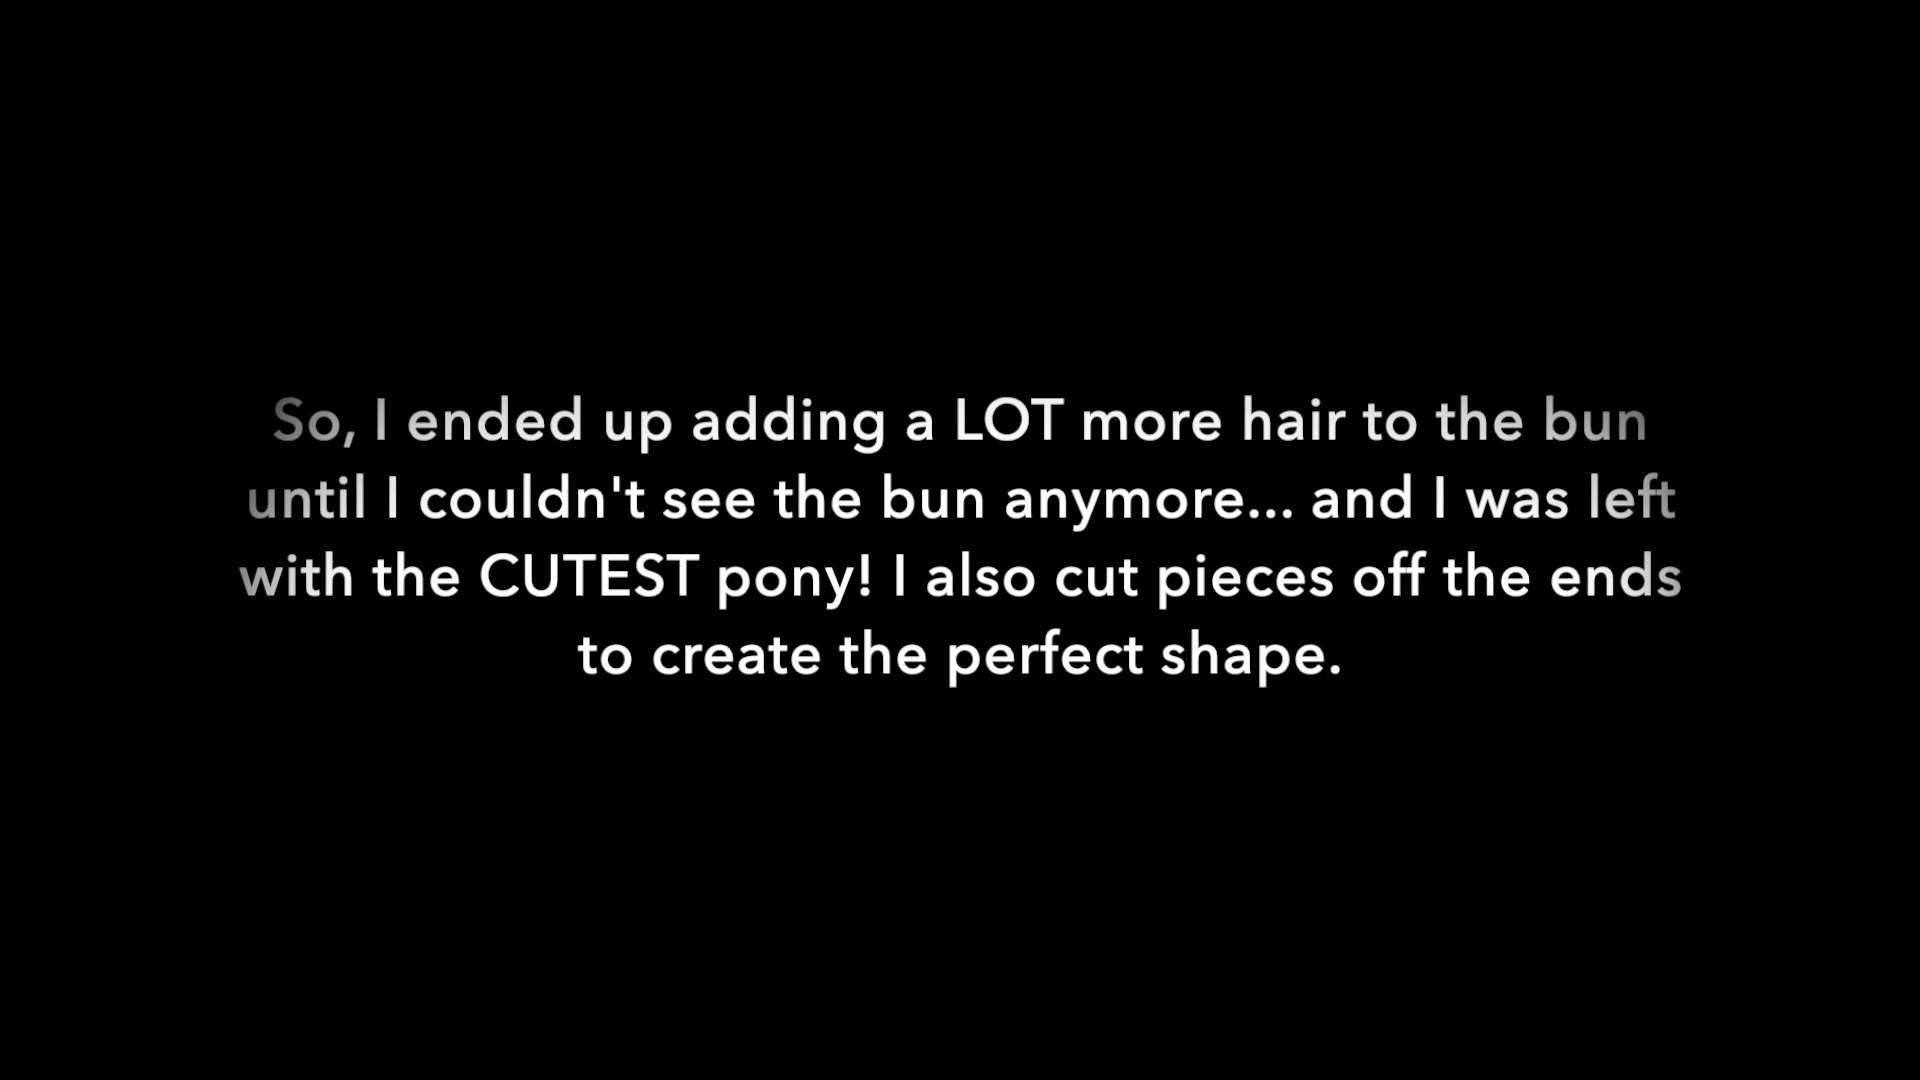 So, I ended up adding a LOT more hair to the bun
until I couldn't see the bun anymore... and I was left
with the CUTEST pony! I also cut pieces off the ends
to create the perfect shape.